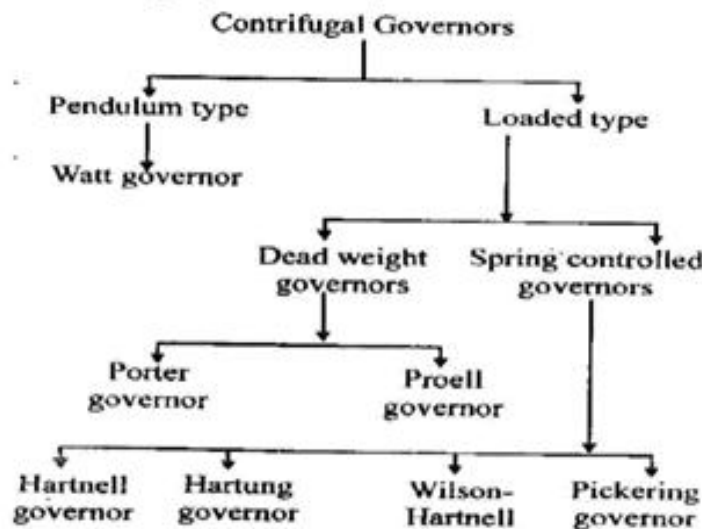 Contrifugal Governors
Pendulum type
Loaded type
Watt governor
Dead weight
governors
Spring controlled
governors
Porter
governor
Proell
governor
Hartnell
governor
Hartung
governor
Wilson-
Hartnell
Pickering
governor